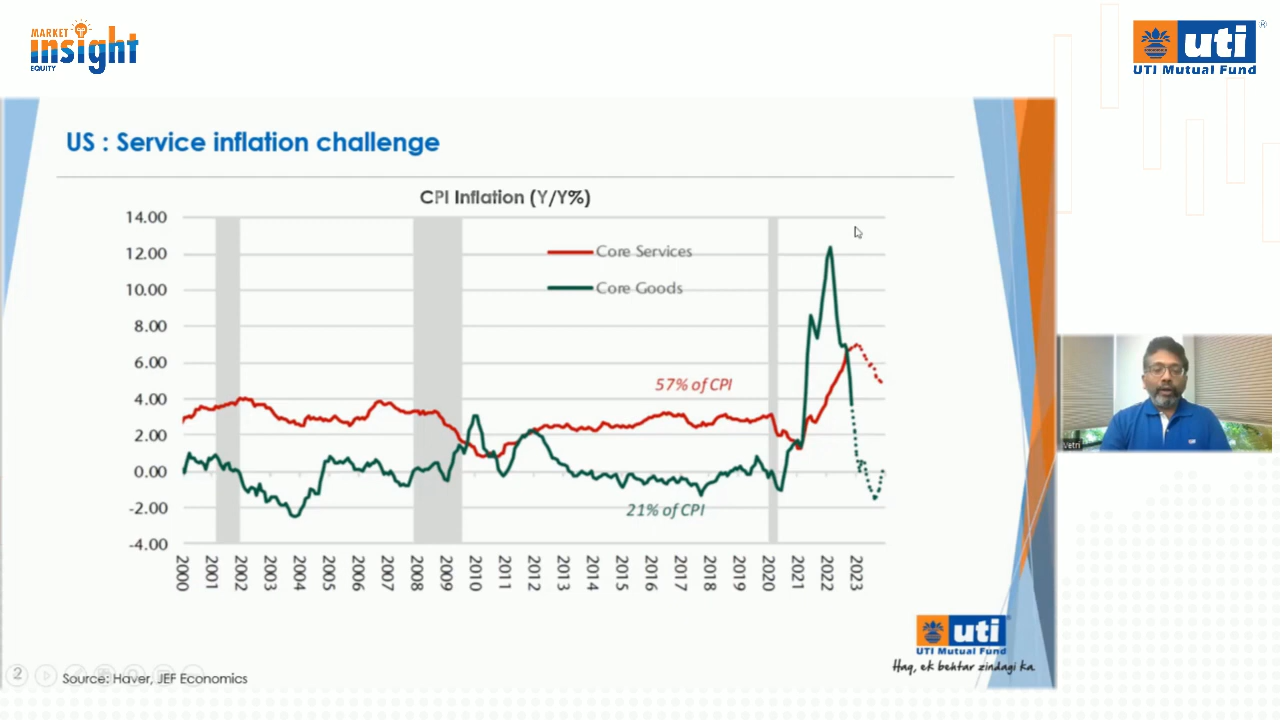 MARKET
insight
EQUITY
uti
®
UTI Mutual Fund
US : Service inflation challenge
CPI Inflation (Y/Y%)
14.00
12.00
10.00
8.00
6.00
4.00
2.00
0.00
-2.00
-4.00
Core Services
Core Goods
57% of CPI
21% of CPI
2000
2001
2002
2003
2004
2005
2006
2007
2008
2009
2010
2011
2012
2013
2014
2015
2016
2017
2018
2019
2020
2021
2022
2023
Vetri
uti
UTI Mutual Fund
Haq, ek behtar zindagi ka.
2
Source: Haver, JEF Economics